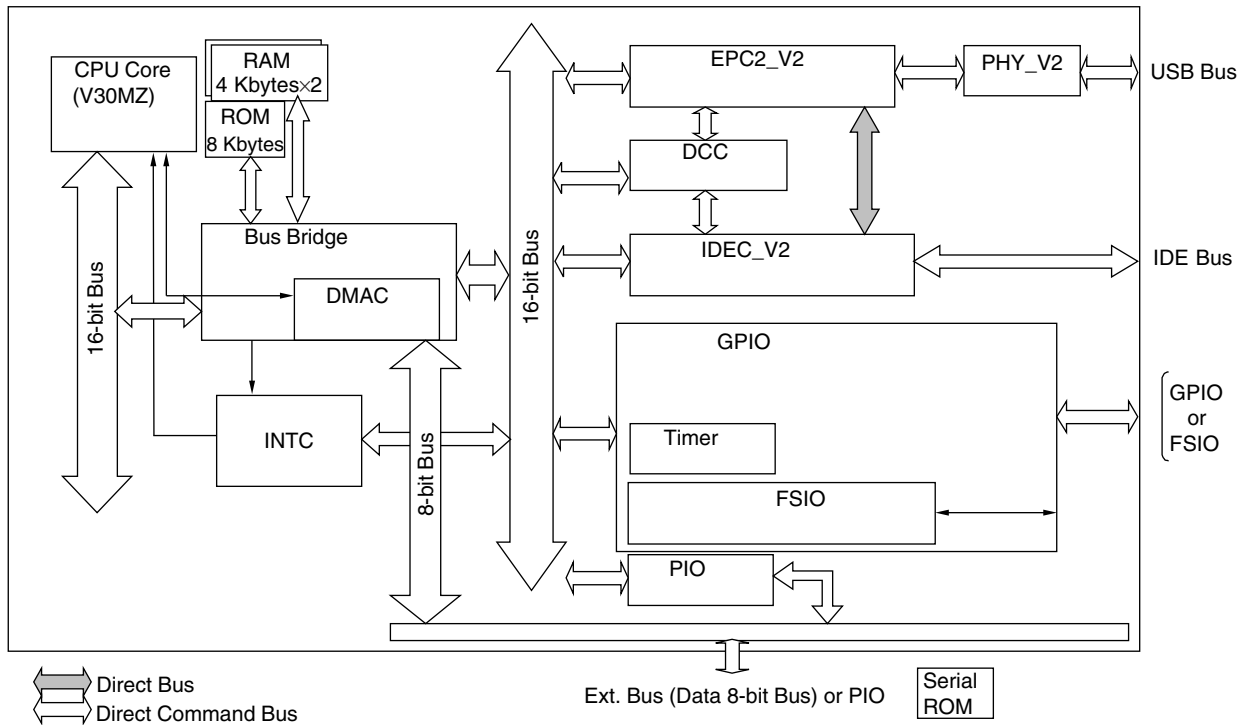 CPU Core
(V30MZ)
RAM
4 Kbytes×2
ROM
8 Kbytes
16-bit Bus
Bus Bridge
DMAC
INTC
8-bit Bus
16-bit Bus
EPC2_V2
PHY_V2
USB Bus
DCC
IDEC_V2
IDE Bus
GPIO
Timer
FSIO
GPIO
or
FSIO
PIO
Direct Bus
Direct Command Bus
Ext. Bus (Data 8-bit Bus) or PIO
Serial
ROM